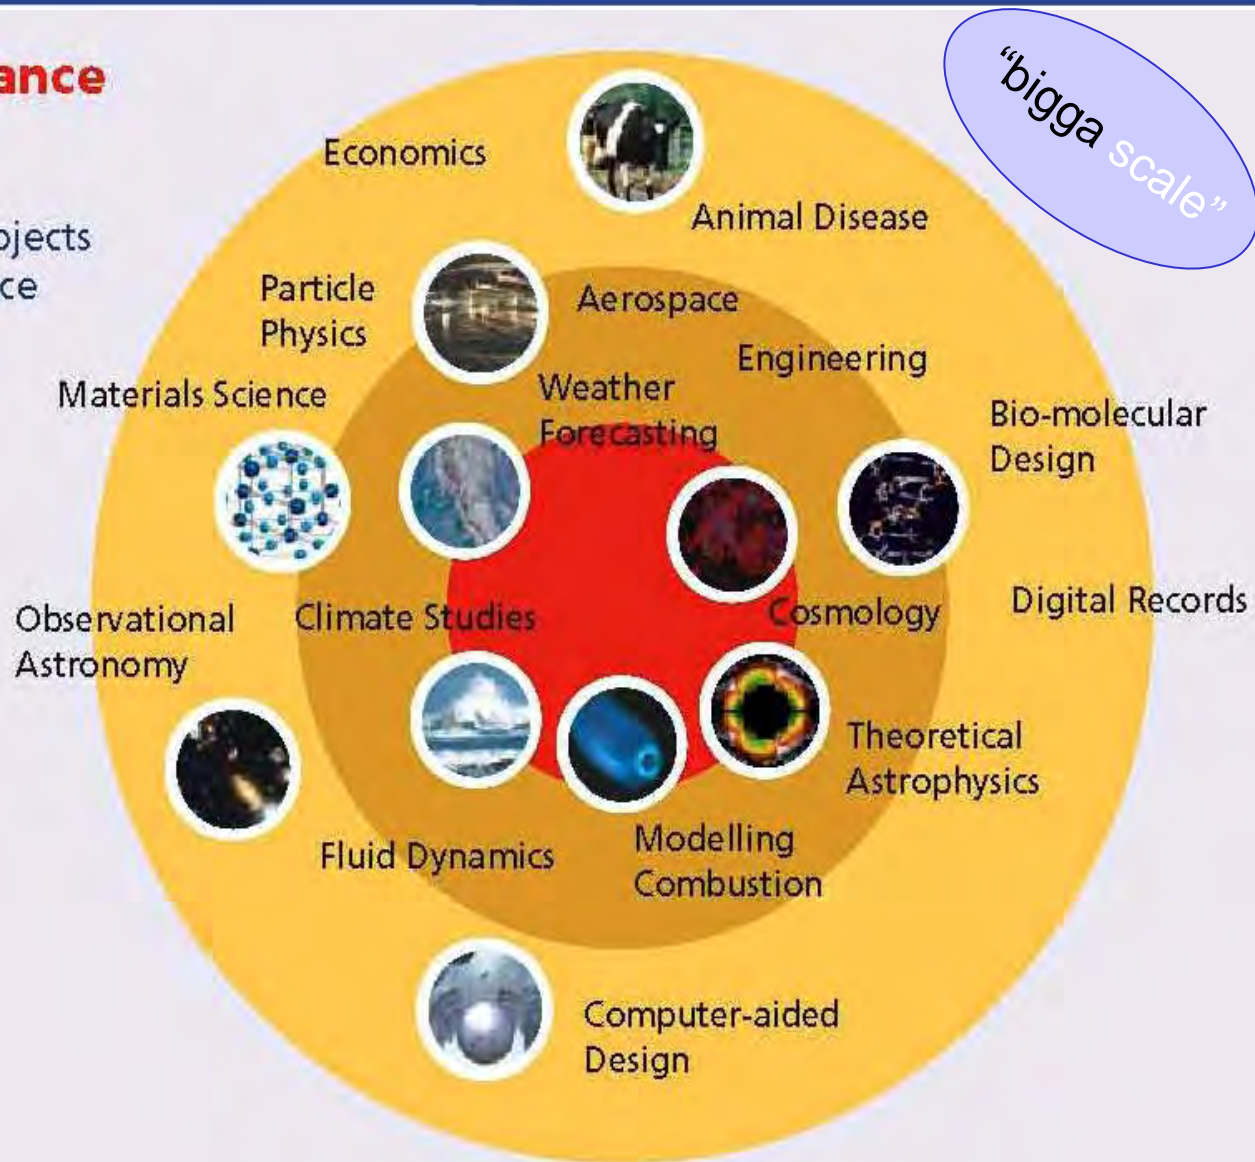 ance
"bigga scale"
Economics
Animal Disease
ojects
ce
Particle
Physics
Aerospace
Engineering
Materials Science
Weather
Forecasting
Bio-molecular
Design
Observational
Astronomy
Climate Studies
Cosmology
Digital Records
Theoretical
Astrophysics
Fluid Dynamics
Modelling
Combustion
Computer-aided
Design